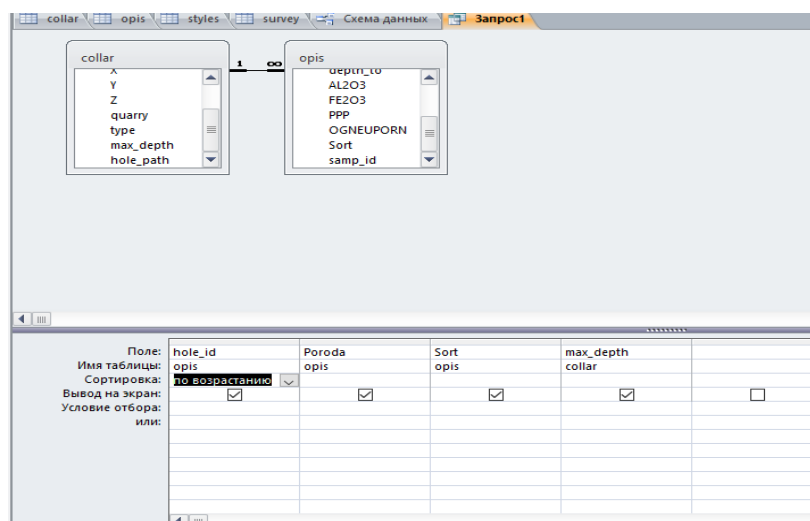 collar opis styles survey Схема данных Запрос1
collar
X
Y
Z
quarry
type
max_depth
hole_path
1 ∞
opis
depth_to
AL2O3
FE2O3
PPP
OGNEUPORN
Sort
samp_id
Поле: hole_id Poroda Sort max_depth
Имя таблицы: opis opis opis collar
Сортировка: по возрастанию
Вывод на экран:
Условие отбора:
или: